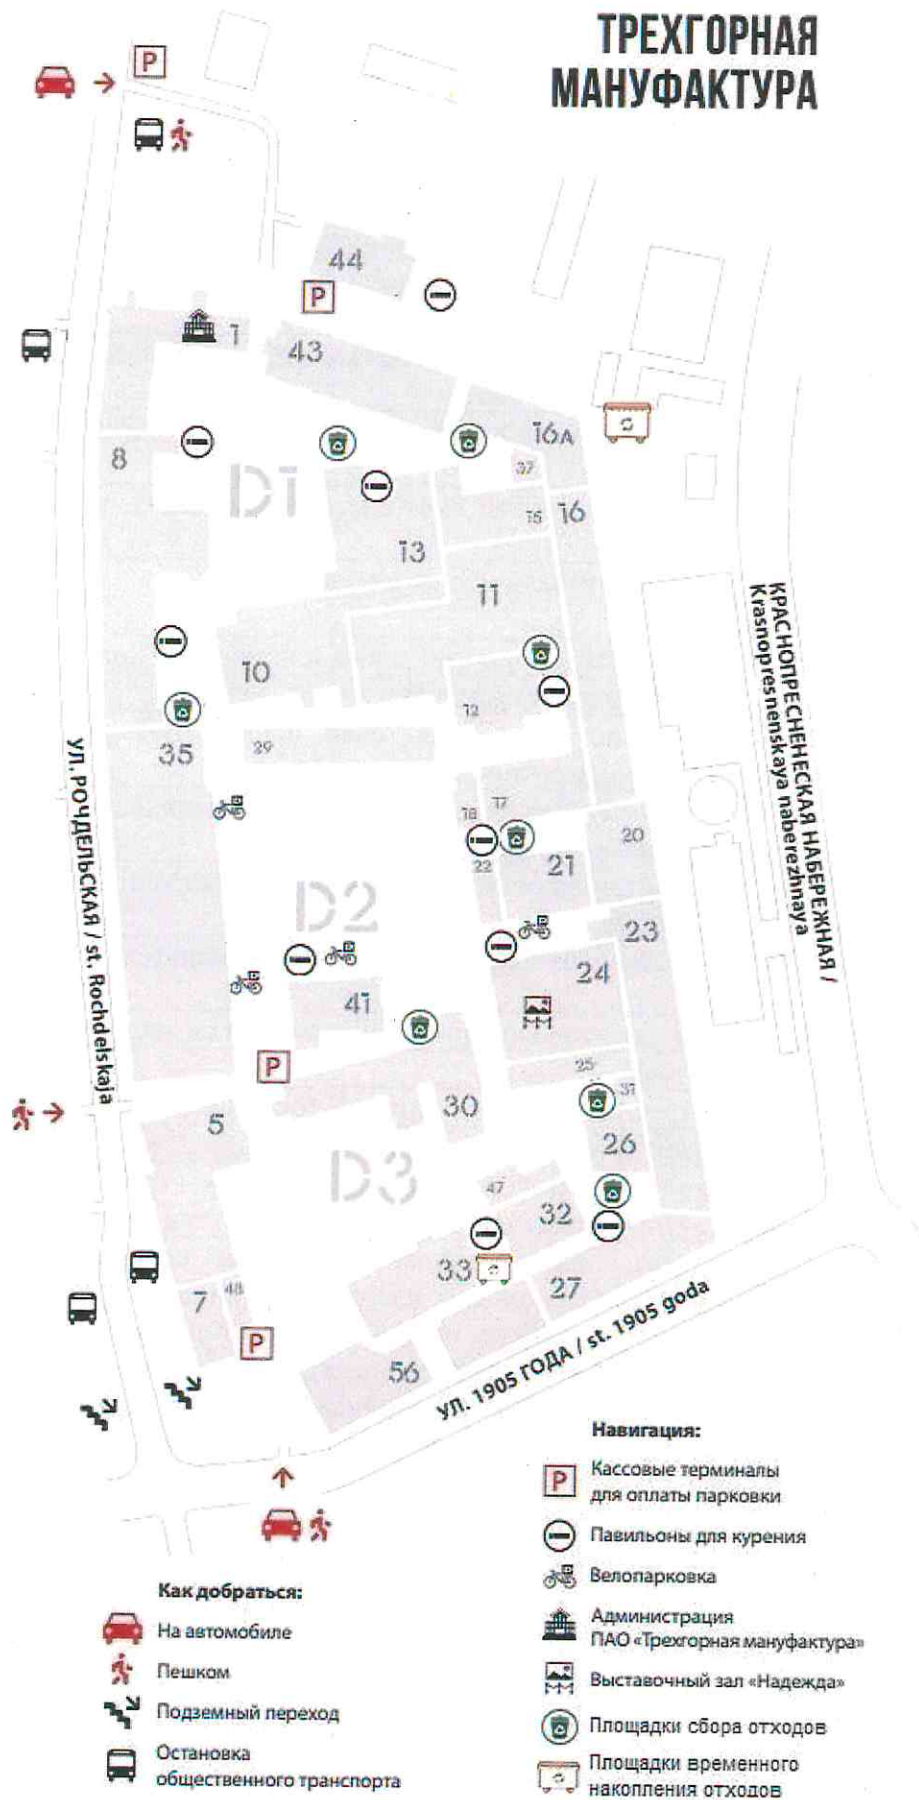 ТРЕХГОРНАЯ
МАНУФАКТУРА
P
44
P
1
43
16А
8
37
D1
16
15
13
11
10
12
35
39
18
17
20
22
21
D2
23
24
41
P
25
31
30
5
26
D3
47
32
33
27
7
48
P
56
УЛ. РОЧДЕЛЬСКАЯ / st. Rochdelskaja
КРАСНОПРЕСНЕНЕСКАЯ НАБЕРЕЖНАЯ /
Krasnopresnenskaya naberezhnaya
УЛ. 1905 ГОДА / st. 1905 goda
Навигация:
P
Кассовые терминалы
для оплаты парковки
Павильоны для курения
Велопарковка
Администрация
ПАО «Трехгорная мануфактура»
Выставочный зал «Надежда»
Площадки сбора отходов
Площадки временного
накопления отходов
Как добраться:
На автомобиле
Пешком
Подземный переход
Остановка
общественного транспорта